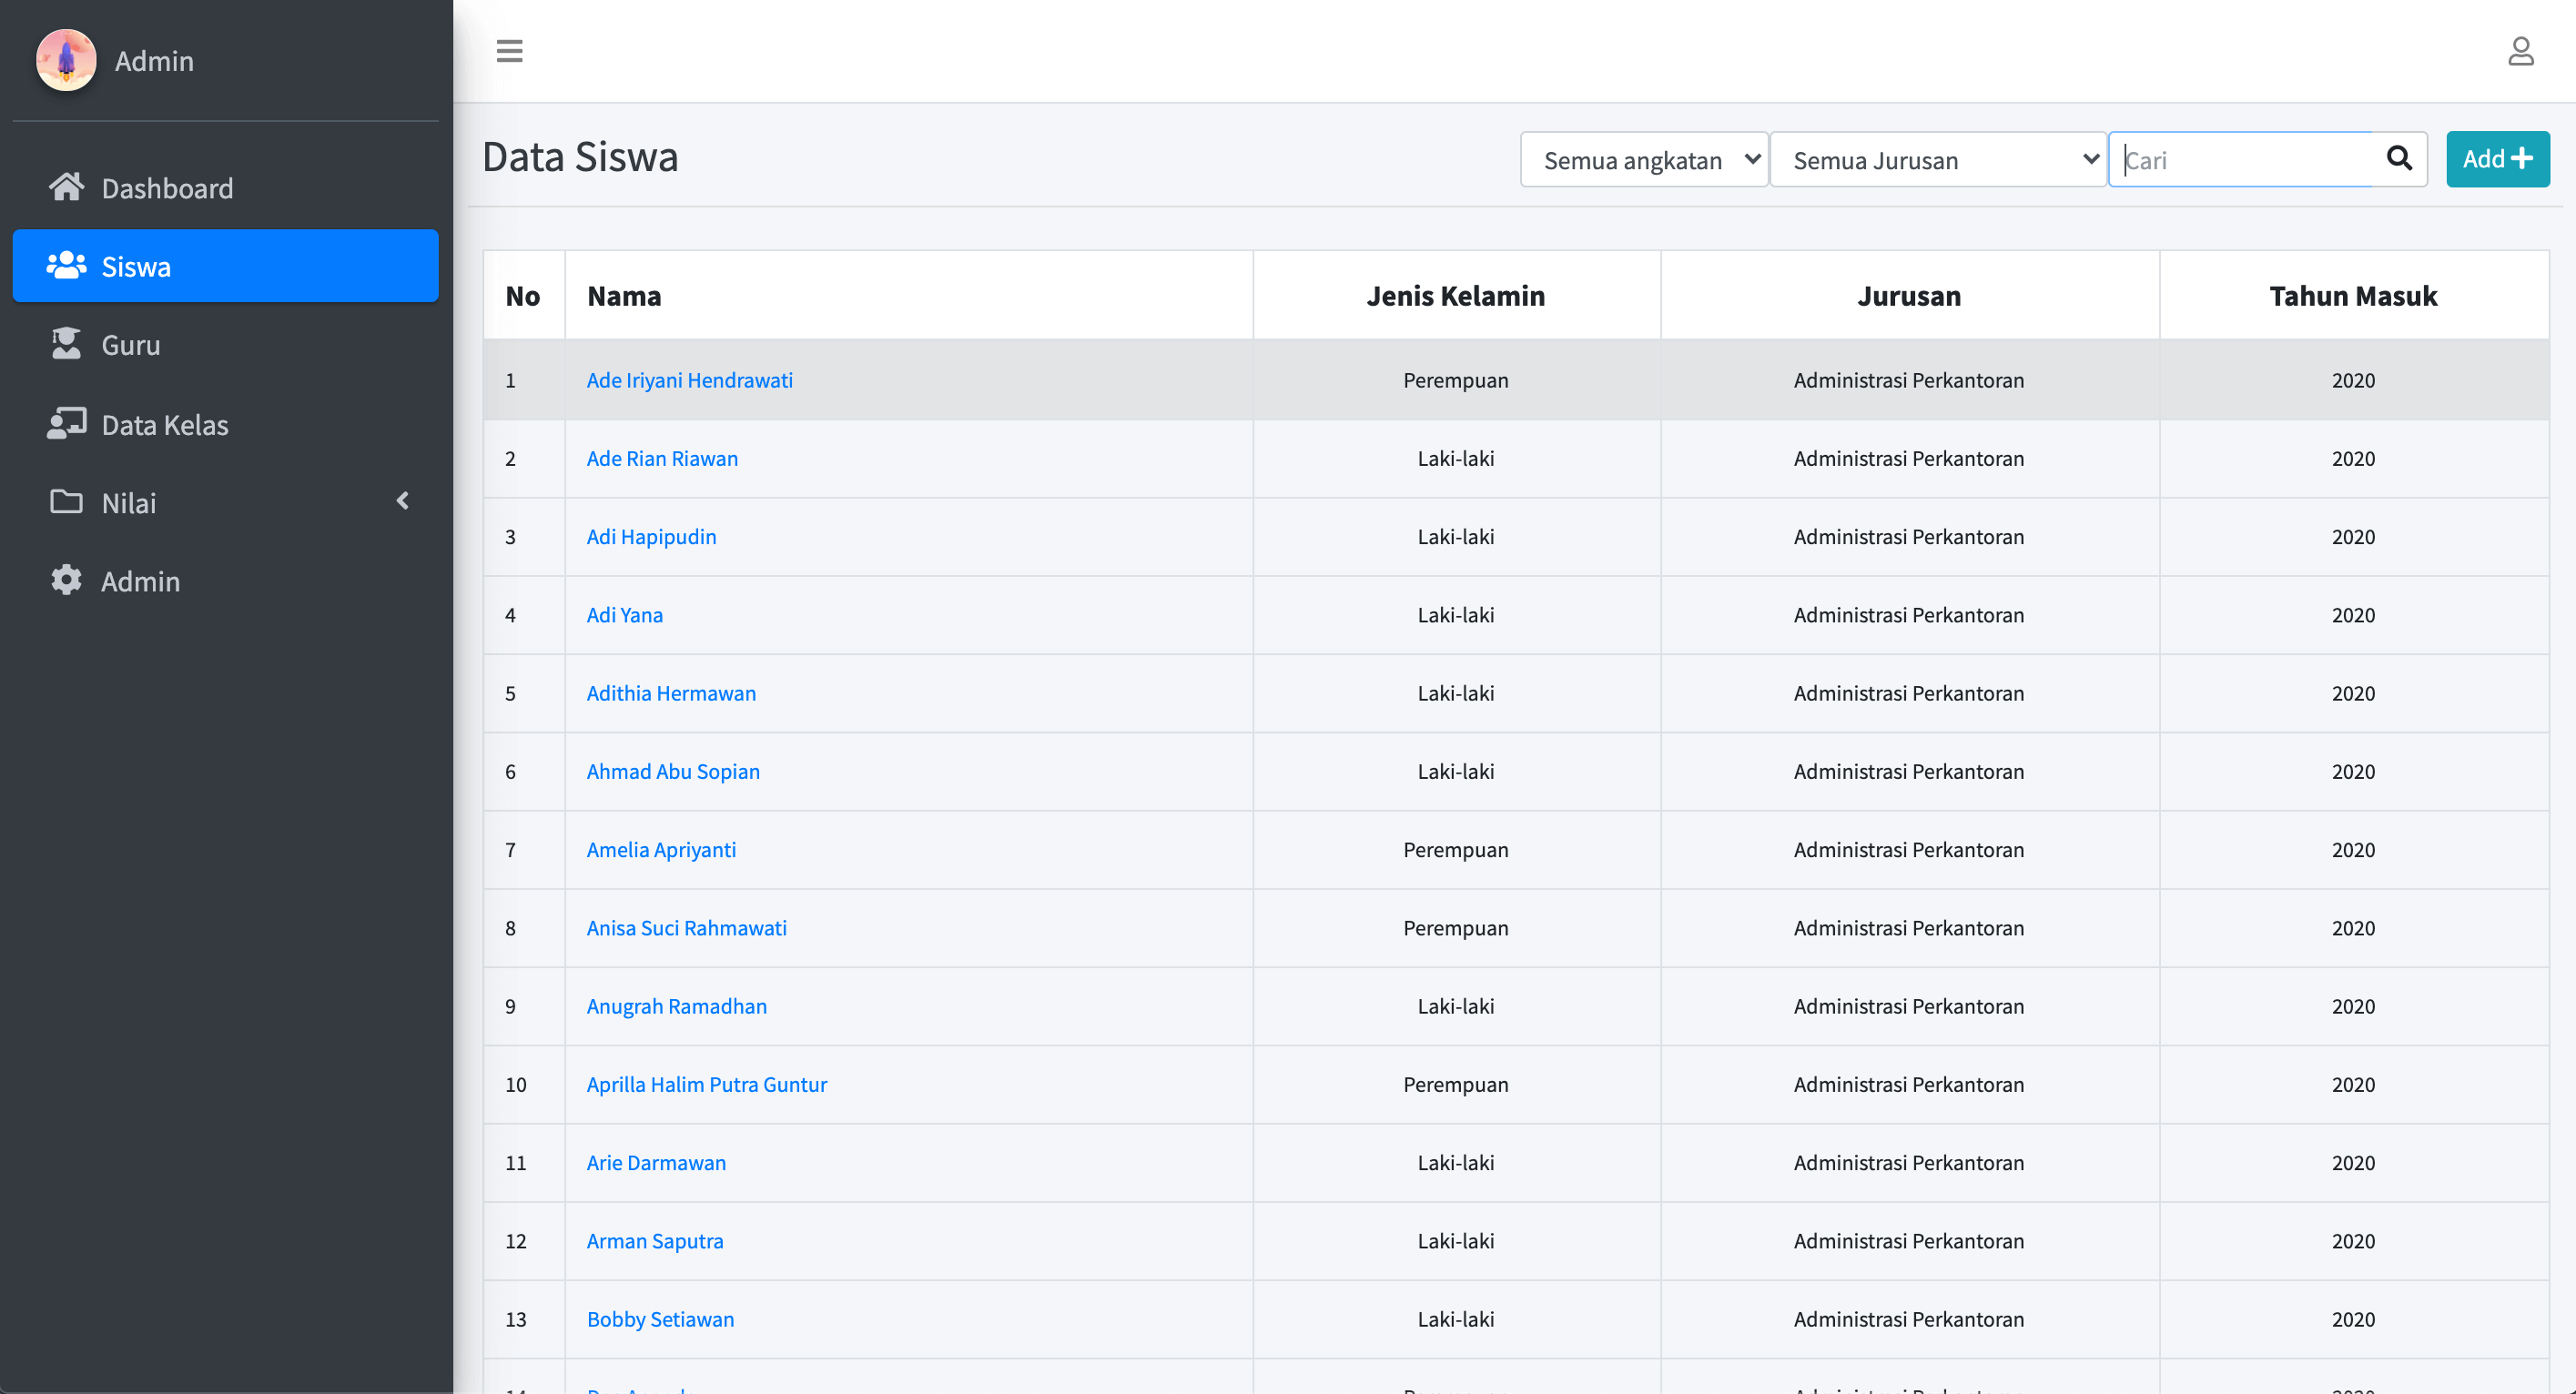 Admin
Dashboard
Siswa
Guru
Data Kelas
Nilai
Admin
Data Siswa
Semua angkatan Semua Jurusan Cari Add
No Nama Jenis Kelamin Jurusan Tahun Masuk
1 Ade Iriyani Hendrawati Perempuan Administrasi Perkantoran 2020
2 Ade Rian Riawan Laki-laki Administrasi Perkantoran 2020
3 Adi Hapipudin Laki-laki Administrasi Perkantoran 2020
4 Adi Yana Laki-laki Administrasi Perkantoran 2020
5 Adithia Hermawan Laki-laki Administrasi Perkantoran 2020
6 Ahmad Abu Sopian Laki-laki Administrasi Perkantoran 2020
7 Amelia Apriyanti Perempuan Administrasi Perkantoran 2020
8 Anisa Suci Rahmawati Perempuan Administrasi Perkantoran 2020
9 Anugrah Ramadhan Laki-laki Administrasi Perkantoran 2020
10 Aprilla Halim Putra Guntur Perempuan Administrasi Perkantoran 2020
11 Arie Darmawan Laki-laki Administrasi Perkantoran 2020
12 Arman Saputra Laki-laki Administrasi Perkantoran 2020
13 Bobby Setiawan Laki-laki Administrasi Perkantoran 2020